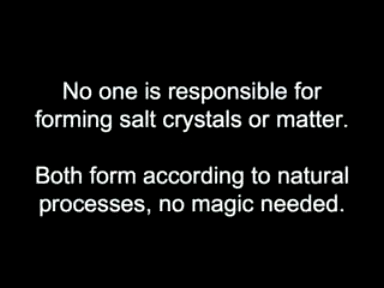 No one is responsible for
forming salt crystals or matter.
Both form according to natural
processes, no magic needed.